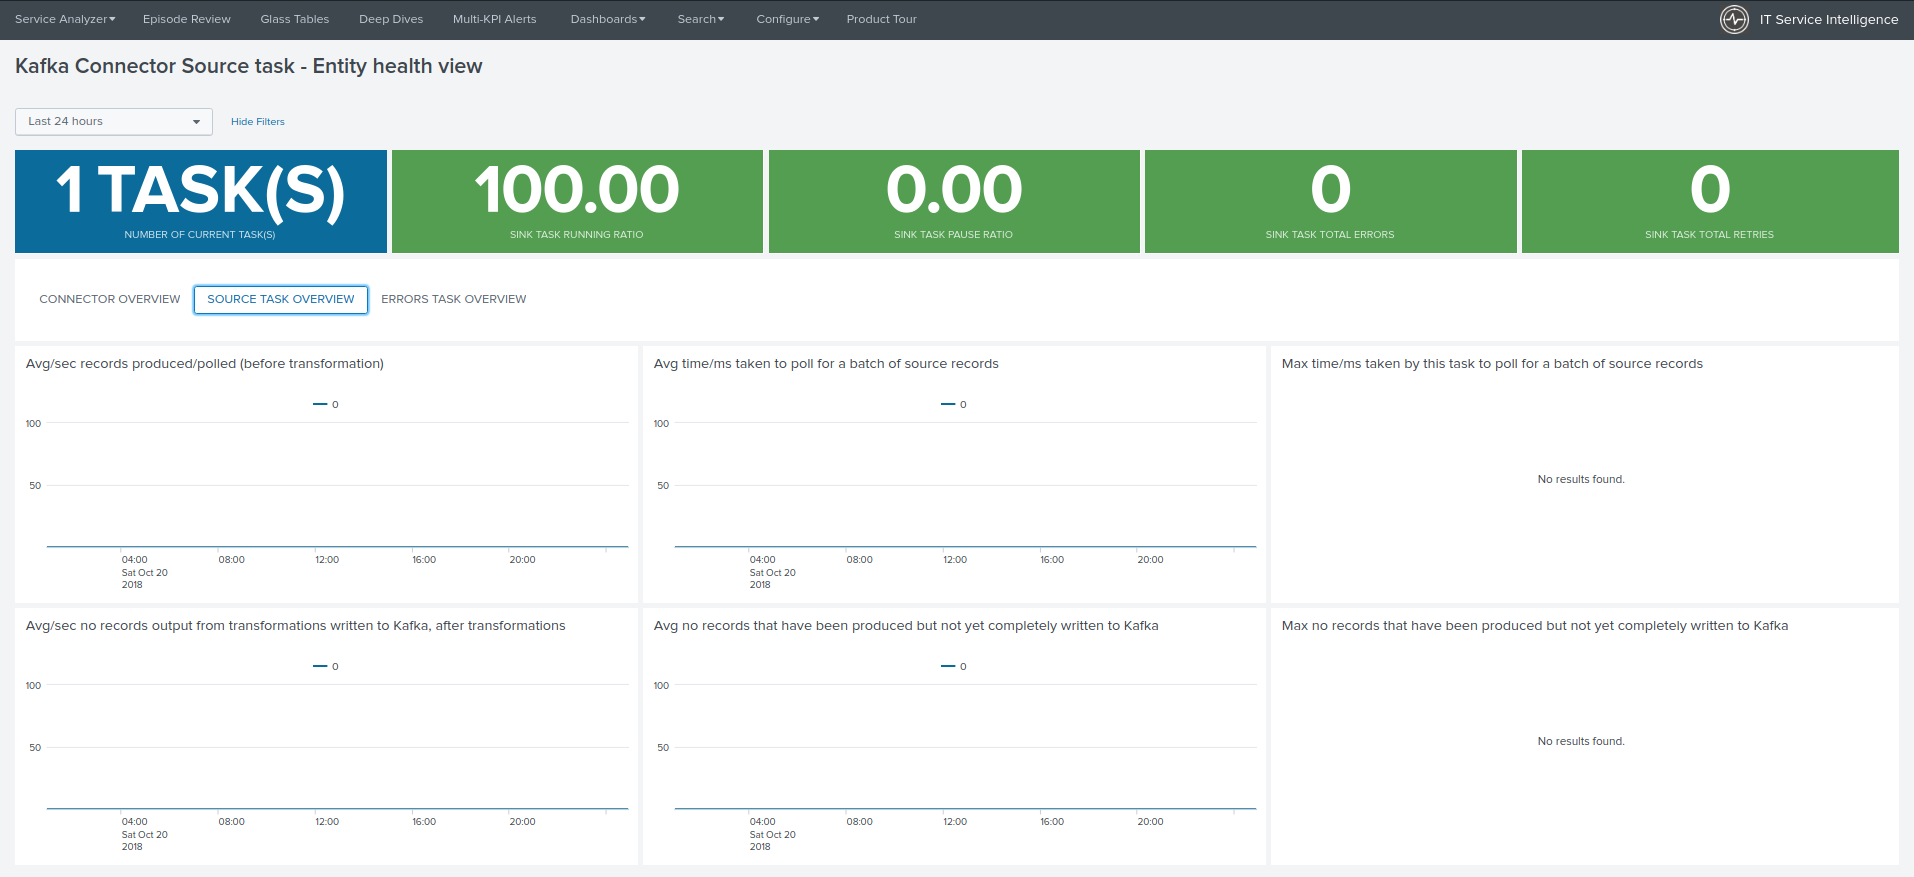 Service Analyzer Episode Review Glass Tables Deep Dives Multi-KPI Alerts Dashboards Search Configure Product Tour IT Service Intelligence
Kafka Connector Source task - Entity health view
Last 24 hours Hide Filters
1 TASK(S)
NUMBER OF CURRENT TASK(S)
100.00
SINK TASK RUNNING RATIO
0.00
SINK TASK PAUSE RATIO
0
SINK TASK TOTAL ERRORS
0
SINK TASK TOTAL RETRIES
CONNECTOR OVERVIEW SOURCE TASK OVERVIEW ERRORS TASK OVERVIEW
Avg/sec records produced/polled (before transformation)
0
100
50
04:00 08:00 12:00 16:00 20:00
Sat Oct 20
2018
Avg time/ms taken to poll for a batch of source records
0
100
50
04:00 08:00 12:00 16:00 20:00
Sat Oct 20
2018
Max time/ms taken by this task to poll for a batch of source records
No results found.
Avg/sec no records output from transformations written to Kafka, after transformations
0
100
50
04:00 08:00 12:00 16:00 20:00
Sat Oct 20
2018
Avg no records that have been produced but not yet completely written to Kafka
0
100
50
04:00 08:00 12:00 16:00 20:00
Sat Oct 20
2018
Max no records that have been produced but not yet completely written to Kafka
No results found.